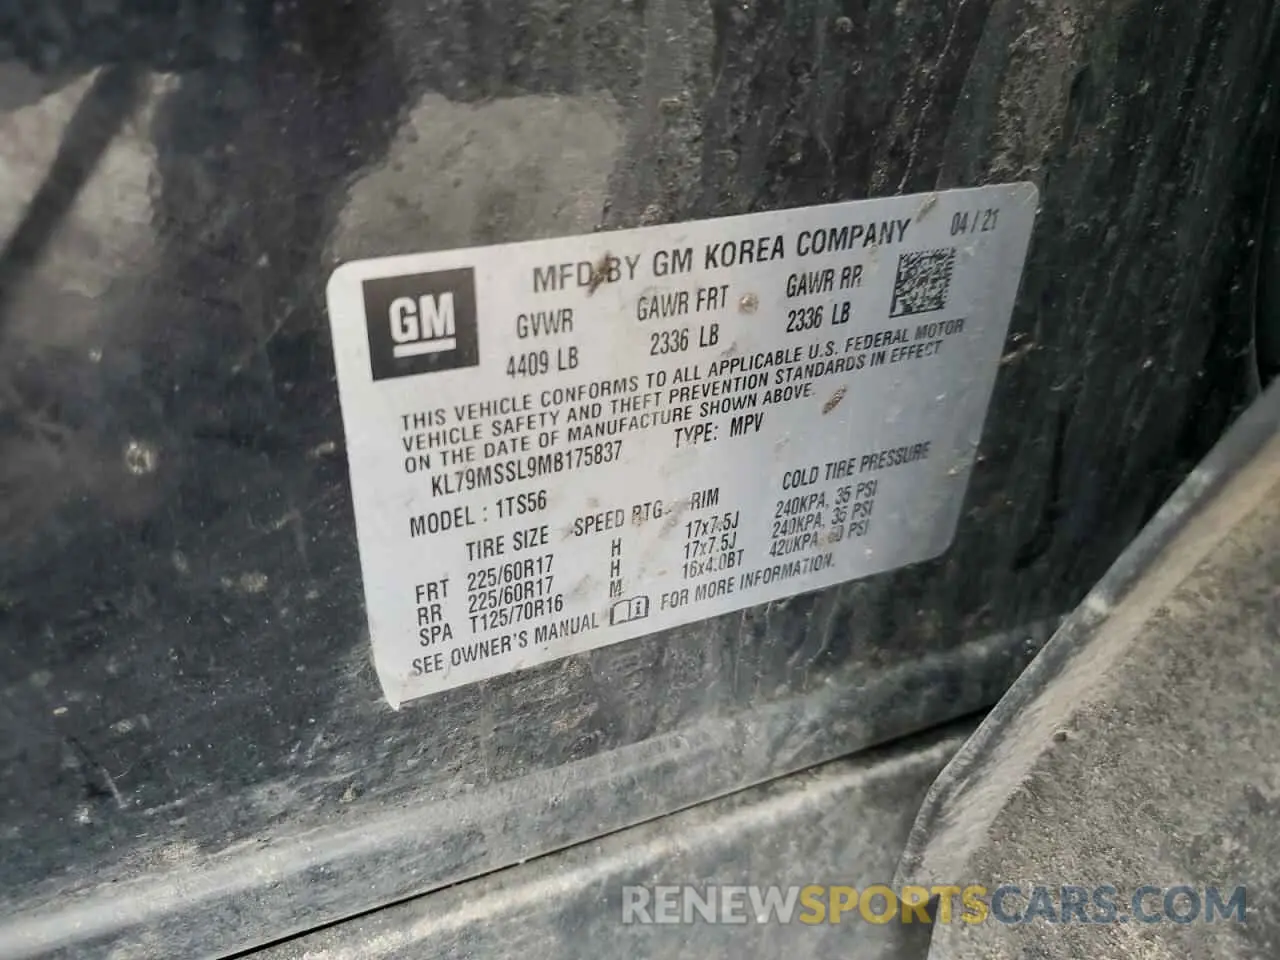 GM
MFD BY GM KOREA COMPANY 04/21
GVWR GAWR FRT GAWR RR
4409 LB 2336 LB 2336 LB
THIS VEHICLE CONFORMS TO ALL APPLICABLE U.S. FEDERAL MOTOR
VEHICLE SAFETY AND THEFT PREVENTION STANDARDS IN EFFECT
ON THE DATE OF MANUFACTURE SHOWN ABOVE.
KL79MSSL9MB175837 TYPE: MPV
MODEL : 1TS56
TIRE SIZE SPEED RTG RIM COLD TIRE PRESSURE
FRT 225/60R17 H 17x7.5J 240KPA, 35 PSI
RR 225/60R17 H 17x7.5J 240KPA, 35 PSI
SPA T125/70R16 M 16x4.0BT 420KPA, 60 PSI
SEE OWNER'S MANUAL FOR MORE INFORMATION.
RENEWSPORTSCARS.COM